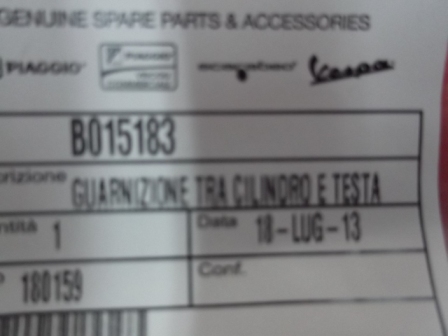 GENUINE SPARE PARTS & ACCESSORIES
PIAGGIO PIAGGIO Vespa
B015183
rizione GUARNIZIONE TRA CILINDRO E TESTA
ntità 1 Data 18-LUG-13
180159 Conf.